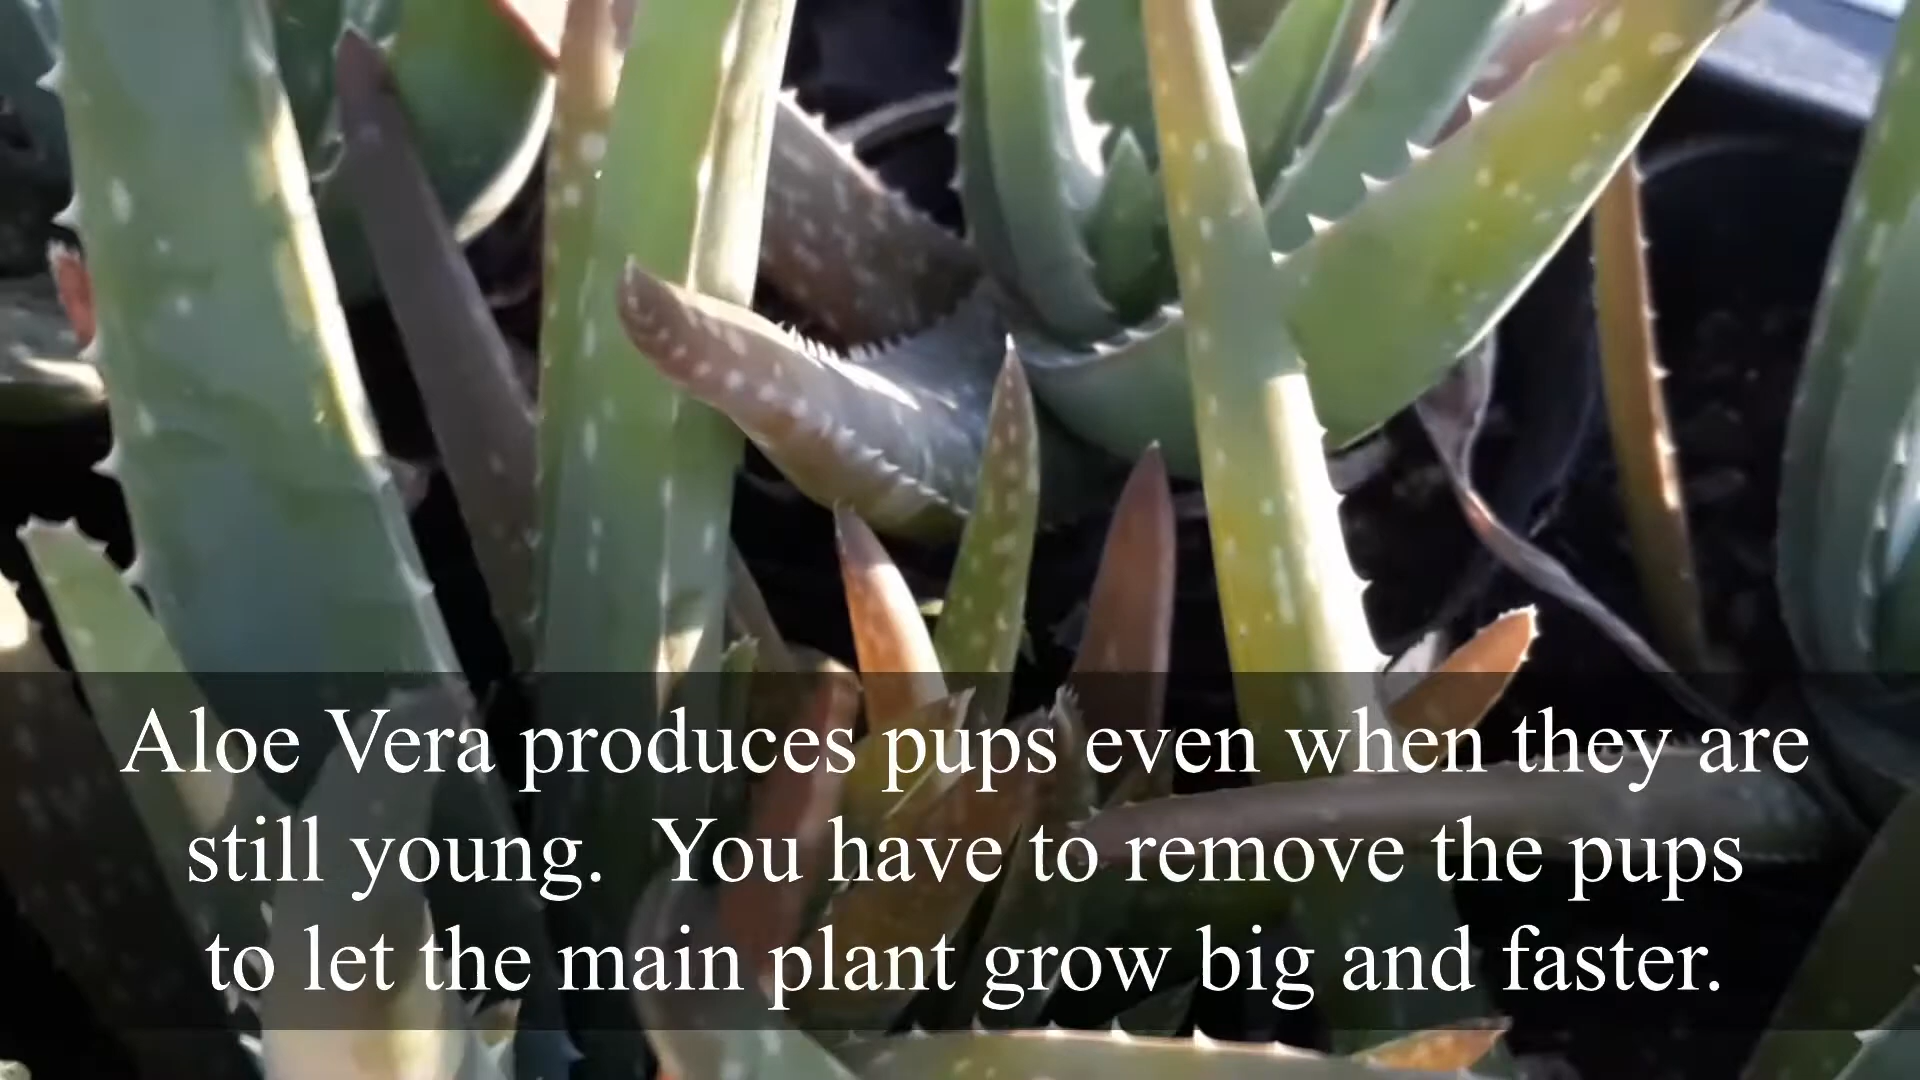 Aloe Vera produces pups even when they are
still young.  You have to remove the pups
to let the main plant grow big and faster.